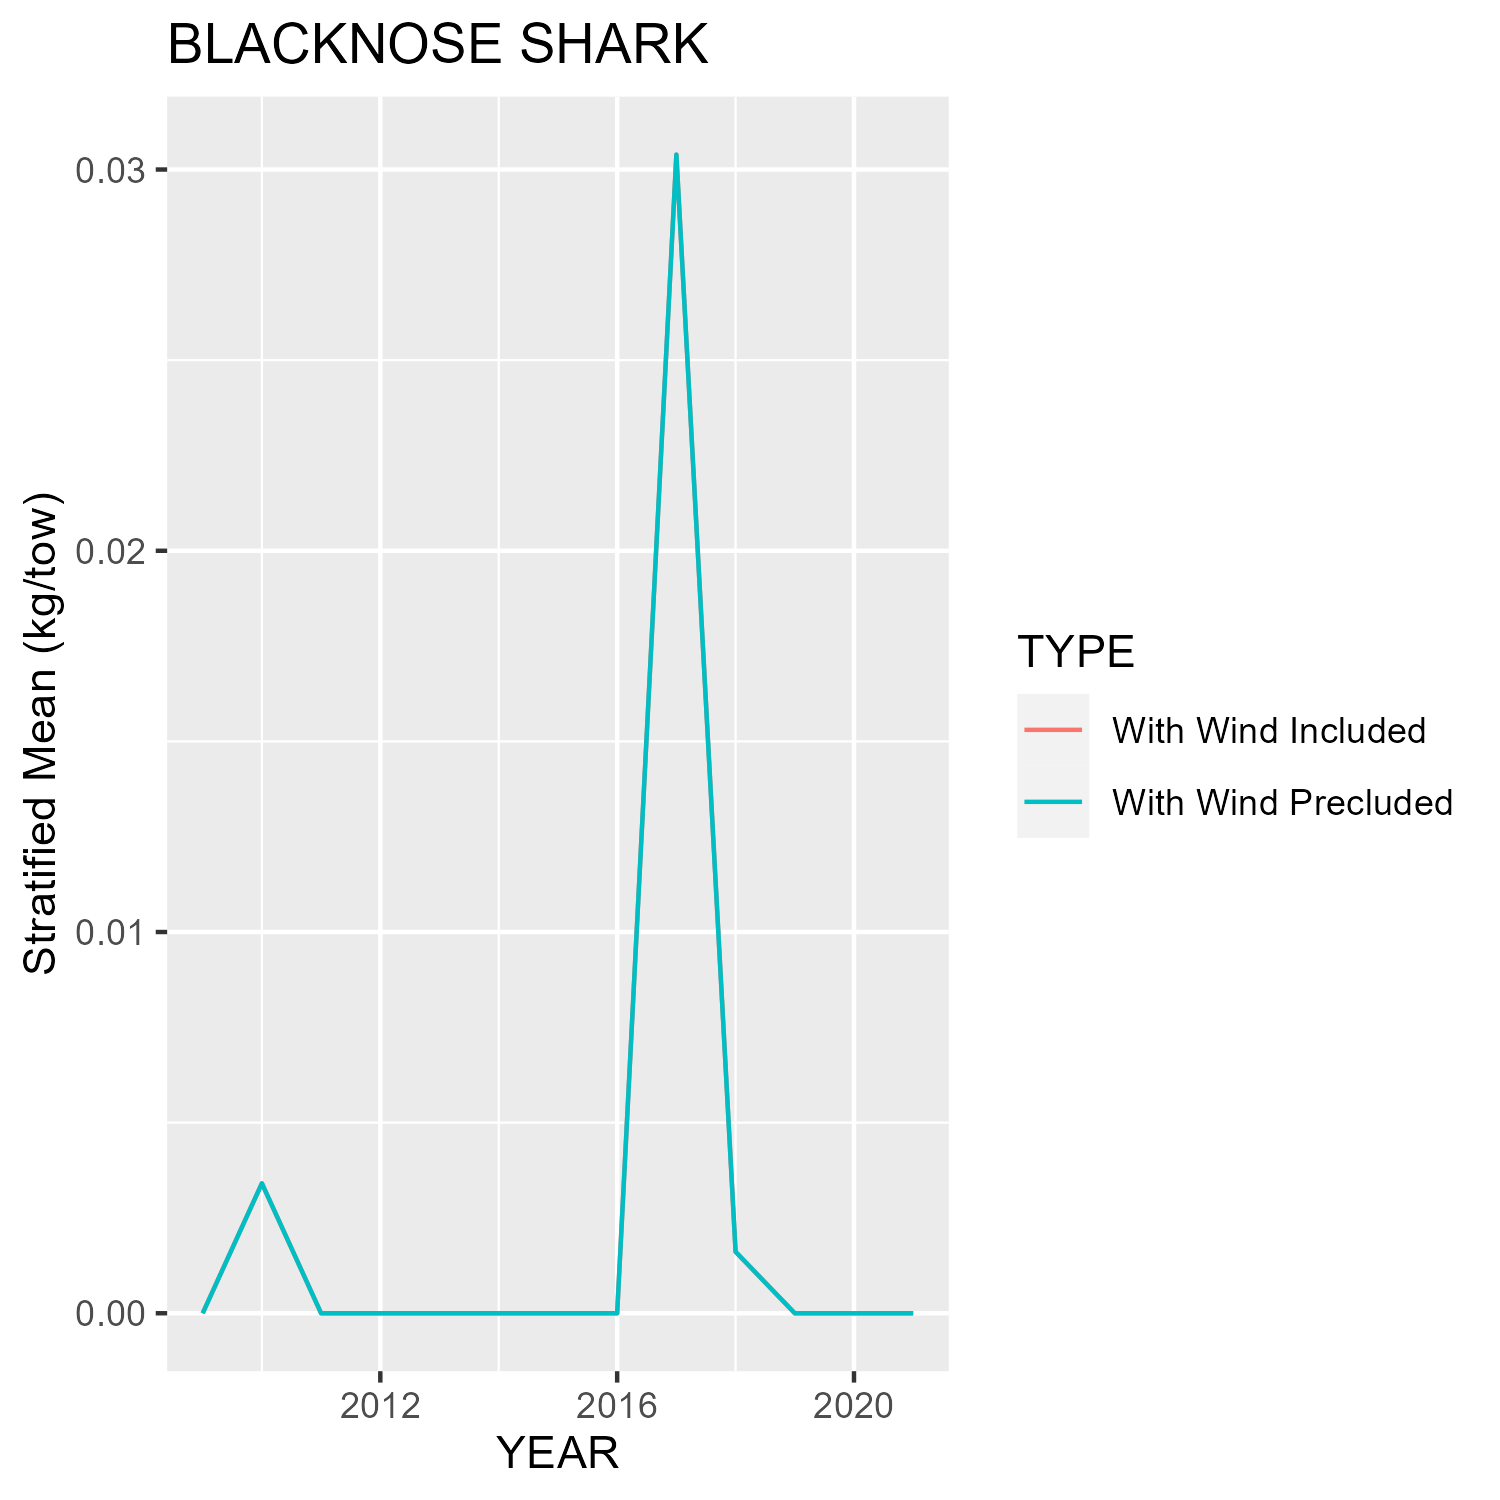 BLACKNOSE SHARK
Stratified Mean (kg/tow)
0.03
0.02
0.01
0.00
2012 2016 2020
YEAR
TYPE
With Wind Included
With Wind Precluded